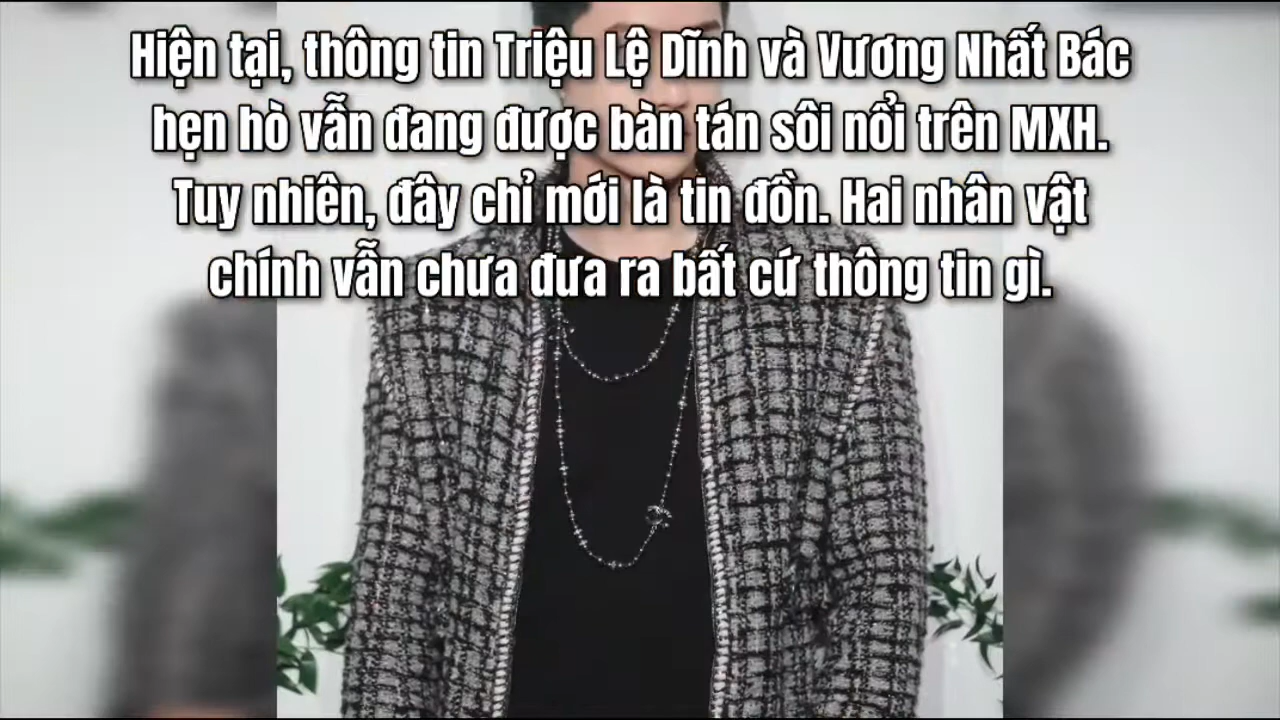 Hiện tại, thông tin Triệu Lệ Dĩnh và Vương Nhất Bác
hẹn hò vẫn đang được bàn tán sôi nổi trên MXH.
Tuy nhiên, đây chỉ mới là tin đồn. Hai nhân vật
chính vẫn chưa đưa ra bất cứ thông tin gì.